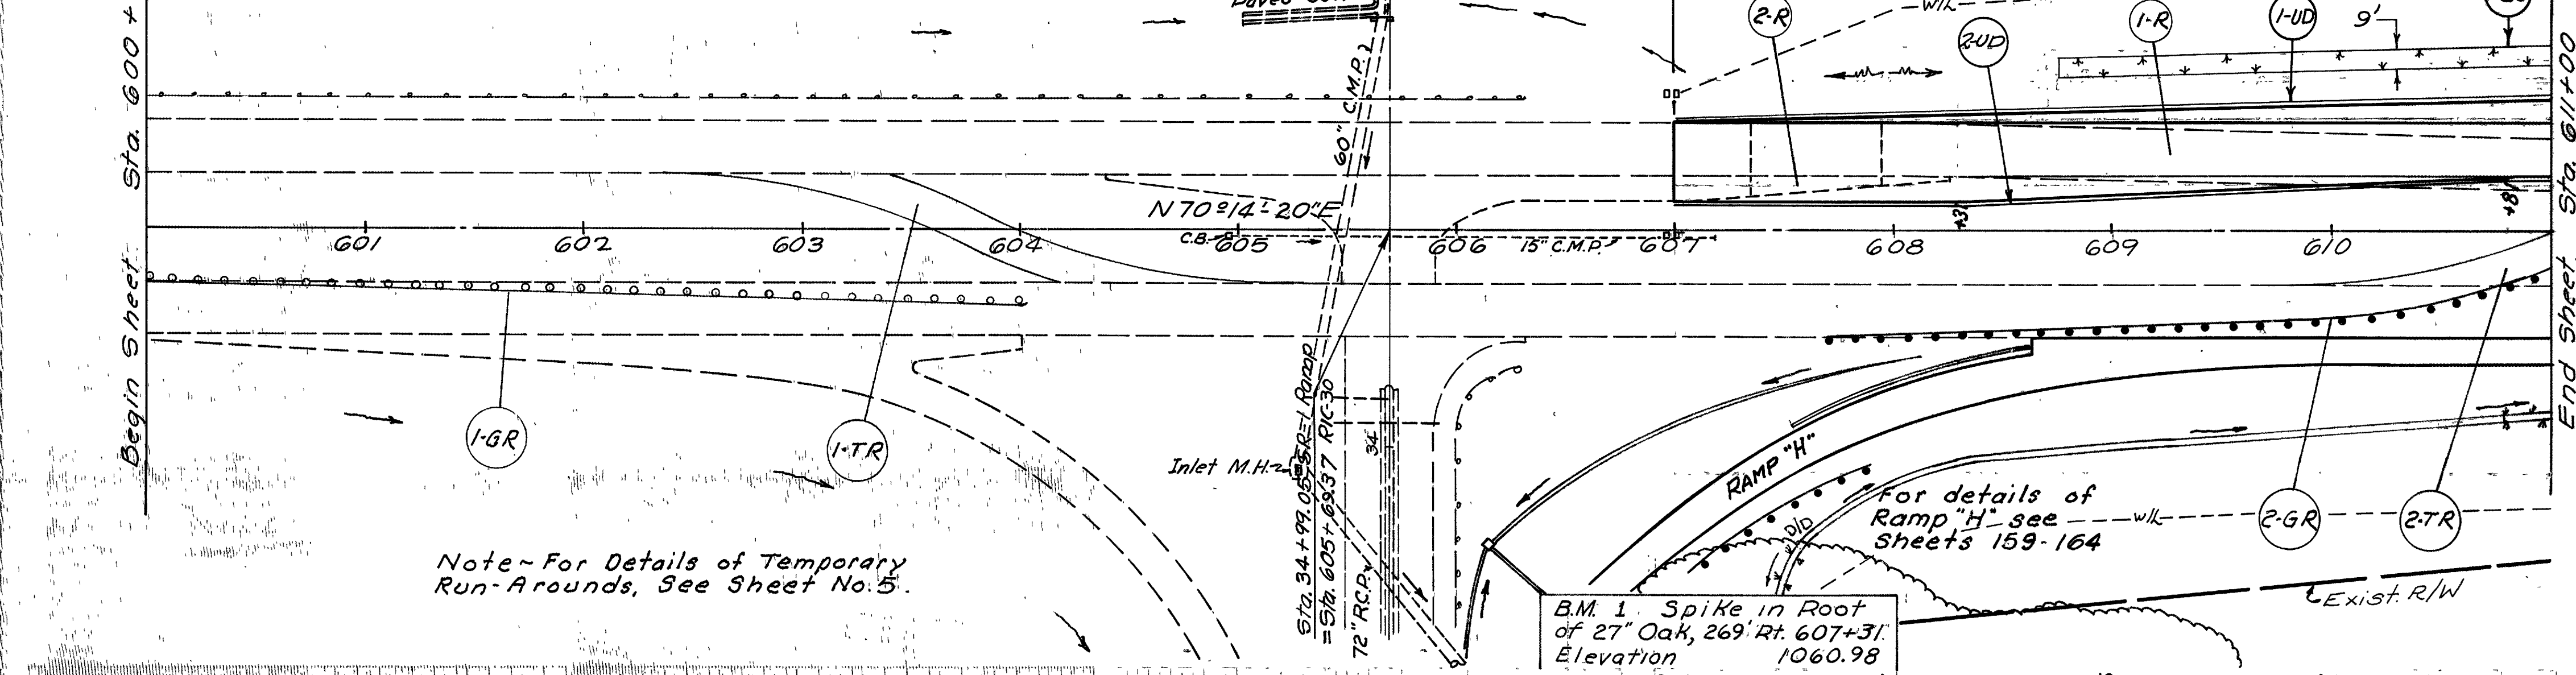 Begin Sheet Sta. 600+
Paved
60" C.M.P.
W/L
2-R
2-UD
1-R
1-UD
9'
N 70º14'-20"E
C.B.
15" C.M.P.
601
602
603
604
605
606
607
608
609
610
+31
+81
End Sheet Sta. 611+00
1-GR
1-TR
Inlet M.H.
Sta. 34+99.05, SR=1 Ramp
=Sta. 605+69.37 RIC-30
72" R.C.P.
34'
RAMP "H"
D/D
For details of
Ramp "H" see
Sheets 159-164
W/L
2-GR
2-TR
Note~For Details of Temporary
Run-Arounds, See Sheet No. 5.
B.M. 1 Spike in Root
of 27" Oak, 269' Rt. 607+31
Elevation 1060.98
Exist. R/W